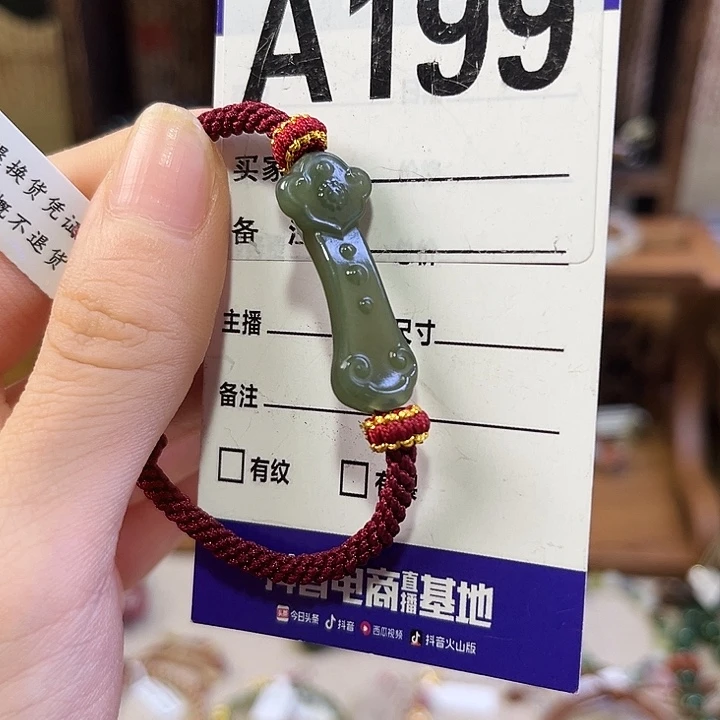 A199
买家
备 注
主播 尺寸
备注
有纹 有
抖音电商直播基地
今日头条 抖音 西瓜视频 抖音火山版
换货凭证
概不退货